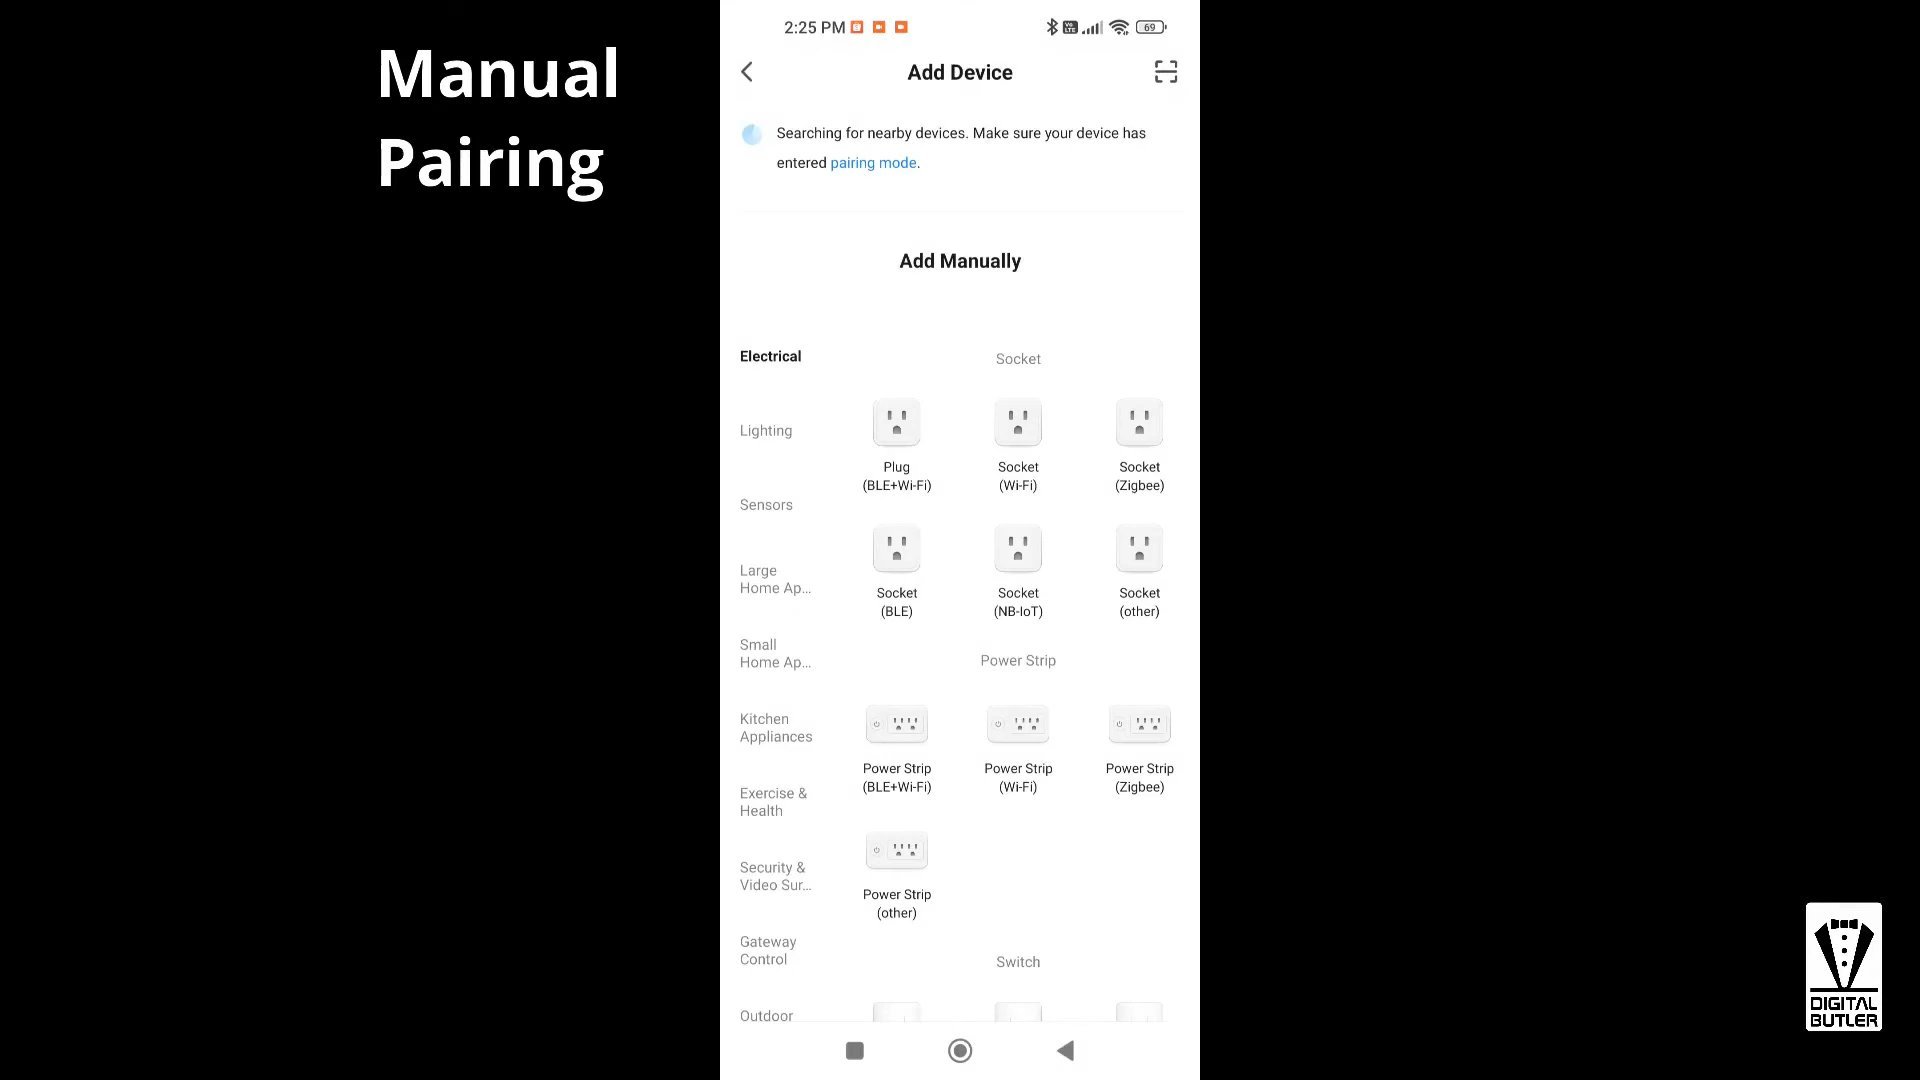 Manual
Pairing
2:25 PM
Vo
LTE
69
Add Device
Searching for nearby devices. Make sure your device has
entered pairing mode.
Add Manually
Electrical
Lighting
Sensors
Large
Home Ap...
Small
Home Ap...
Kitchen
Appliances
Exercise &
Health
Security &
Video Sur...
Gateway
Control
Outdoor
Socket
Plug
(BLE+Wi-Fi)
Socket
(Wi-Fi)
Socket
(Zigbee)
Socket
(BLE)
Socket
(NB-IoT)
Socket
(other)
Power Strip
Power Strip
(BLE+Wi-Fi)
Power Strip
(Wi-Fi)
Power Strip
(Zigbee)
Power Strip
(other)
Switch
DIGITAL
BUTLER